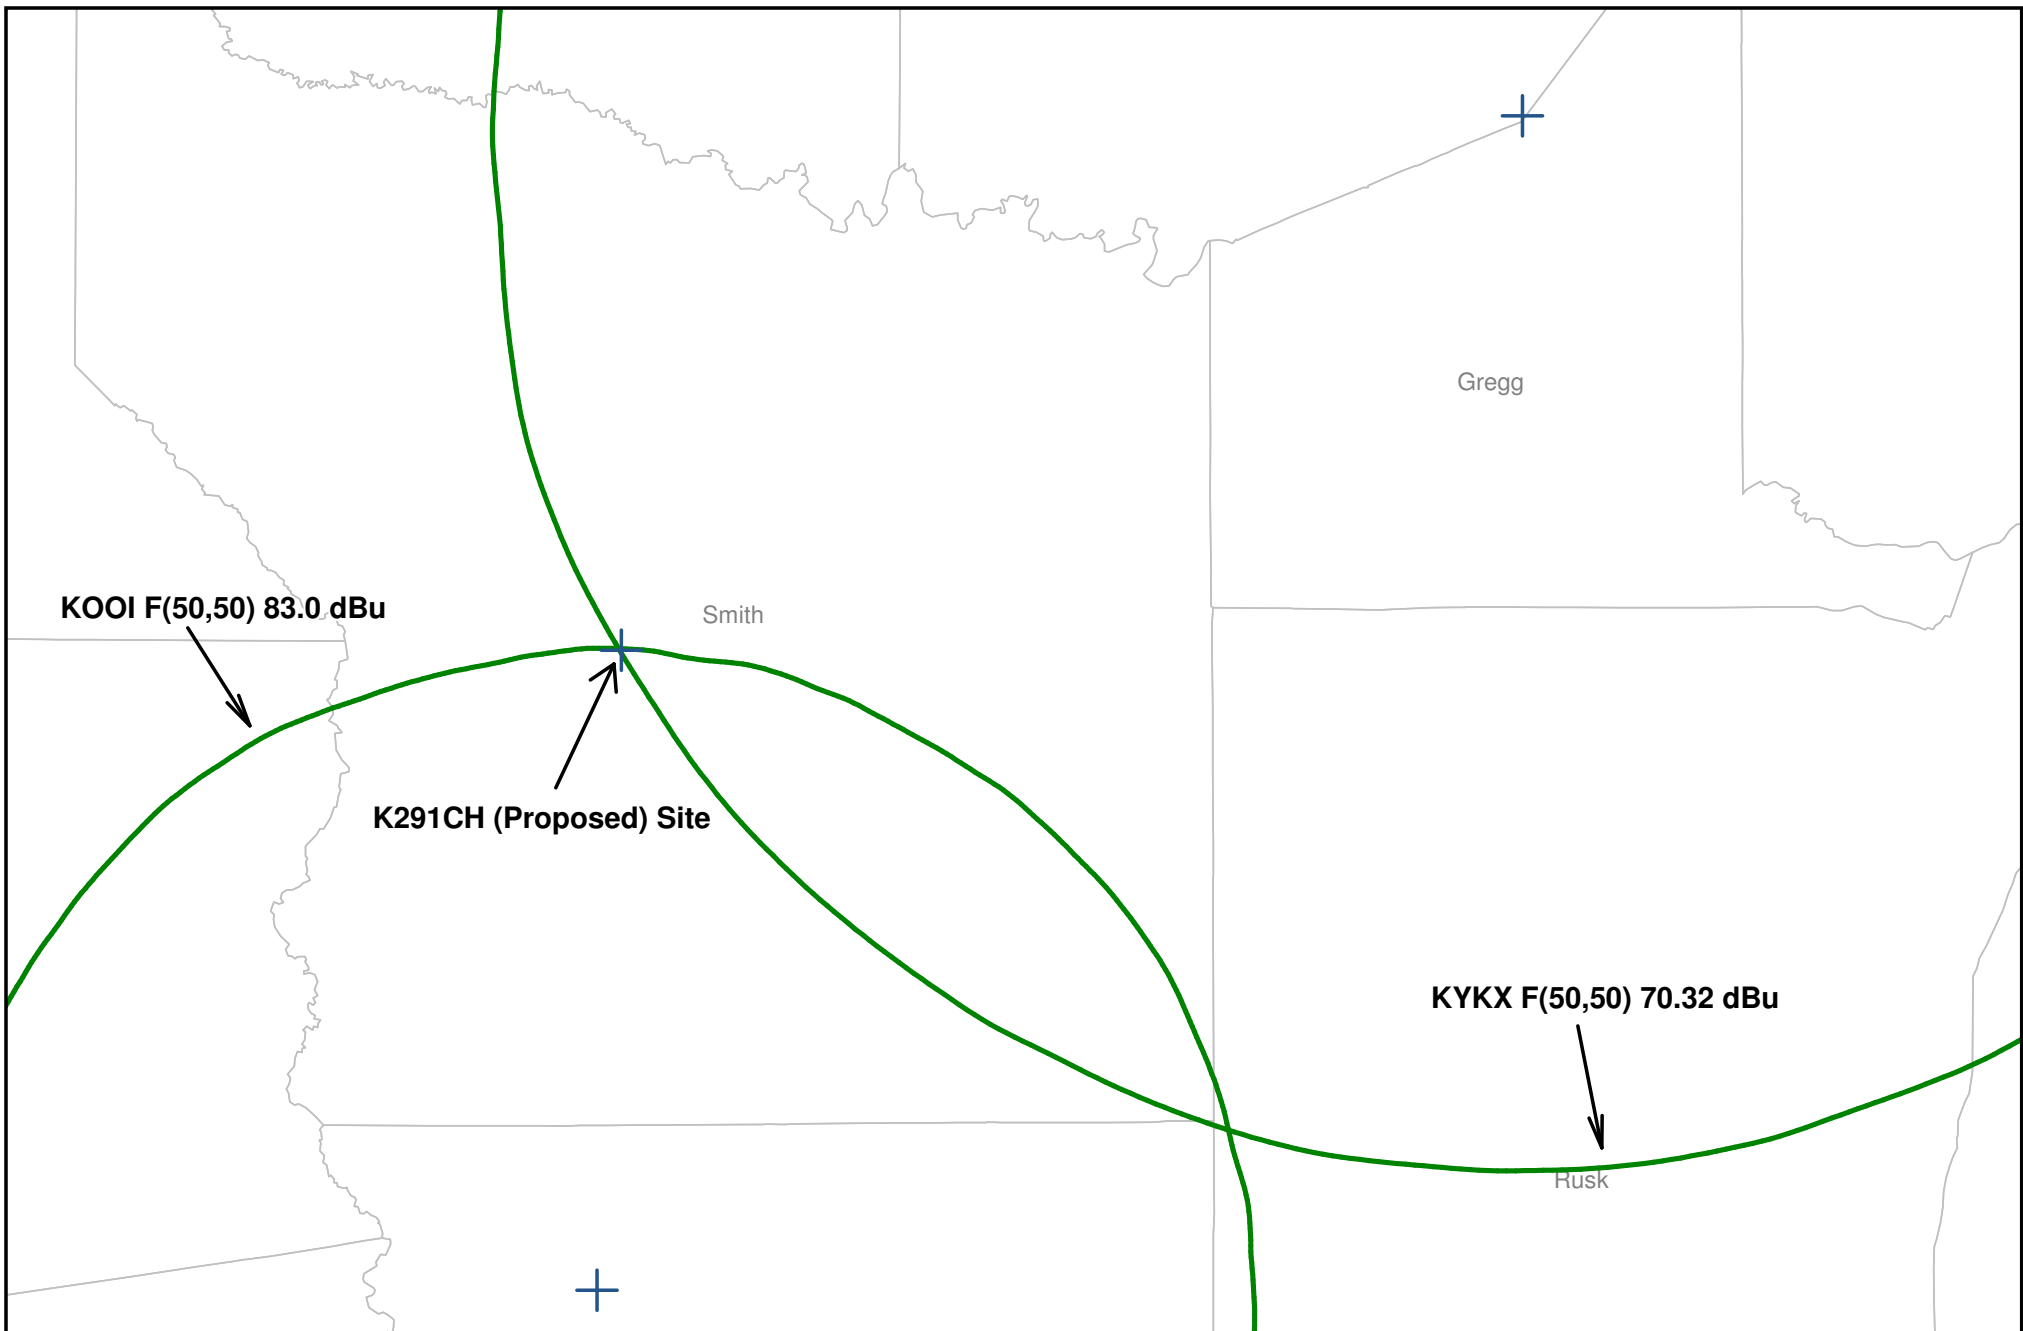 Gregg
KOOI F(50,50) 83.0 dBu
Smith
K291CH (Proposed) Site
KYKX F(50,50) 70.32 dBu
Rusk